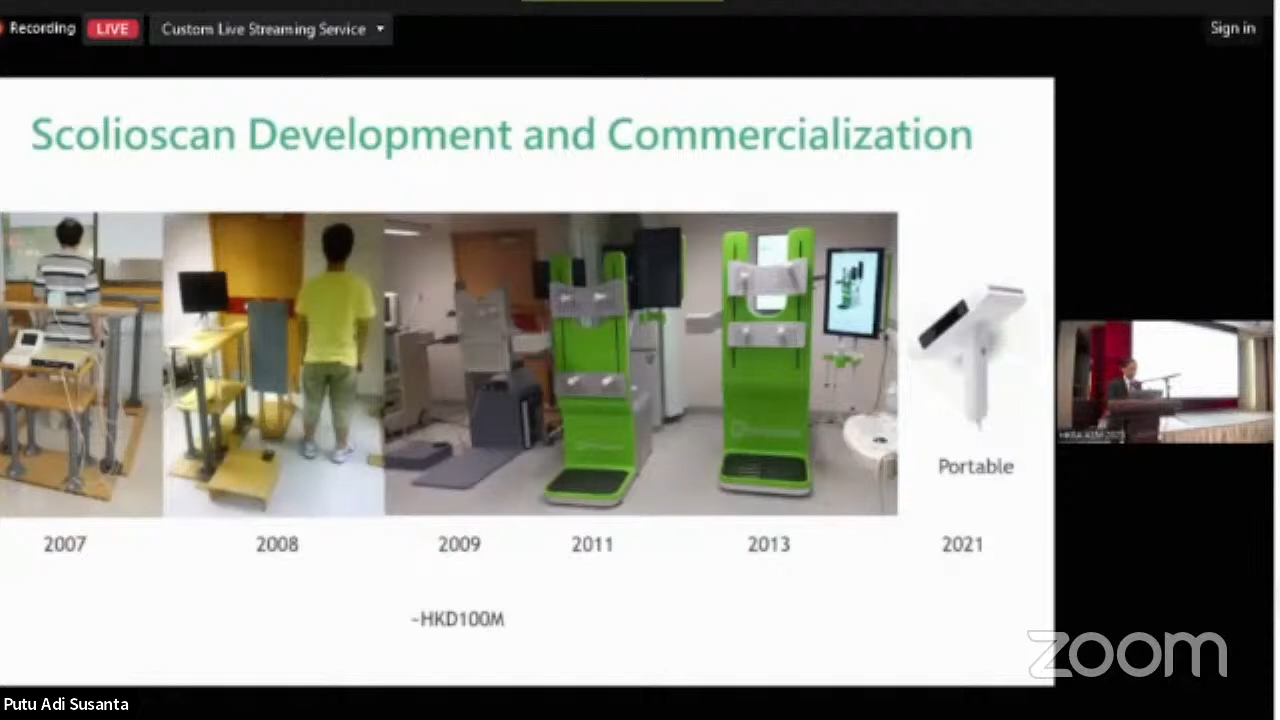 Recording LIVE Custom Live Streaming Service Sign in
Scolioscan Development and Commercialization
Portable
2007 2008 2009 2011 2013 2021
~HKD100M
zoom
Putu Adi Susanta